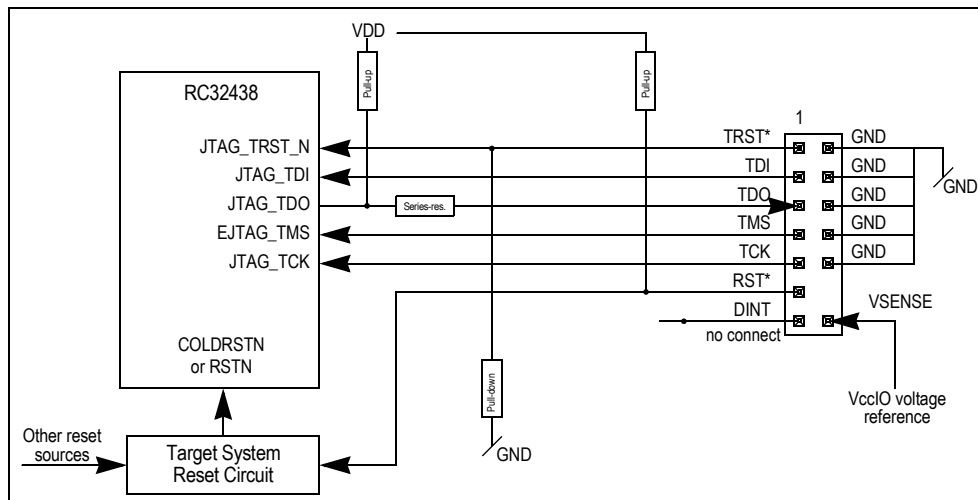 VDD
Pull-up
Pull-up
RC32438
1
JTAG_TRST_N
TRST*
GND
JTAG_TDI
TDI
GND
GND
JTAG_TDO
Series-res.
TDO
GND
EJTAG_TMS
TMS
GND
JTAG_TCK
TCK
GND
RST*
DINT
VSENSE
no connect
COLDRSTN
or RSTN
Pull-down
VccIO voltage
reference
Other reset
sources
Target System
Reset Circuit
GND